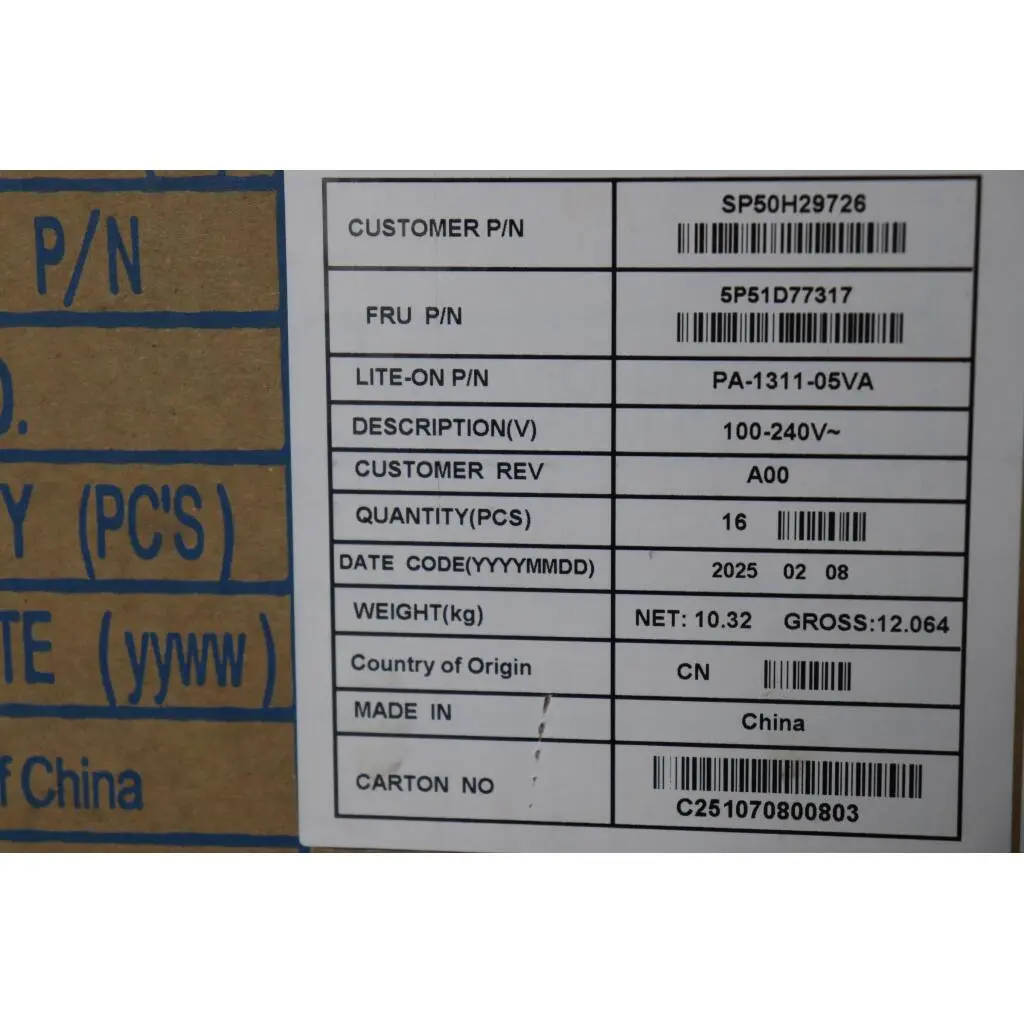 P/N
(PC'S)
(yyww)
China
CUSTOMER P/N
SP50H29726
FRU P/N
5P51D77317
LITE-ON P/N
PA-1311-05VA
DESCRIPTION(V)
100-240V~
CUSTOMER REV
A00
QUANTITY(PCS)
16
DATE CODE(YYYYMMDD)
2025 02 08
WEIGHT(kg)
NET: 10.32 GROSS:12.064
Country of Origin
CN
MADE IN
China
CARTON NO
C251070800803